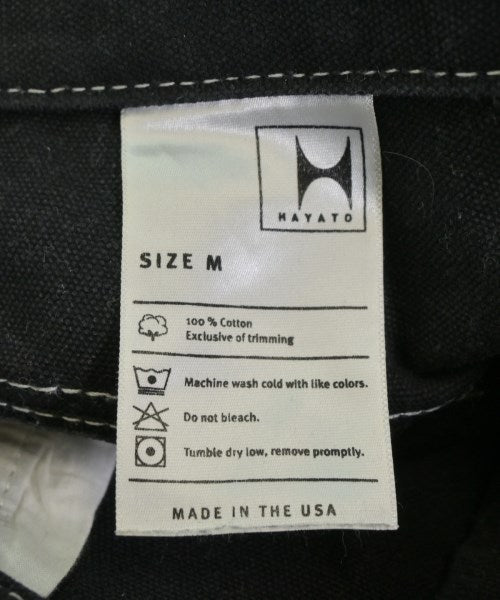 HAYATO
SIZE M
100 % Cotton
Exclusive of trimming
Machine wash cold with like colors.
Do not bleach.
Tumble dry low, remove promptly.
MADE IN THE USA